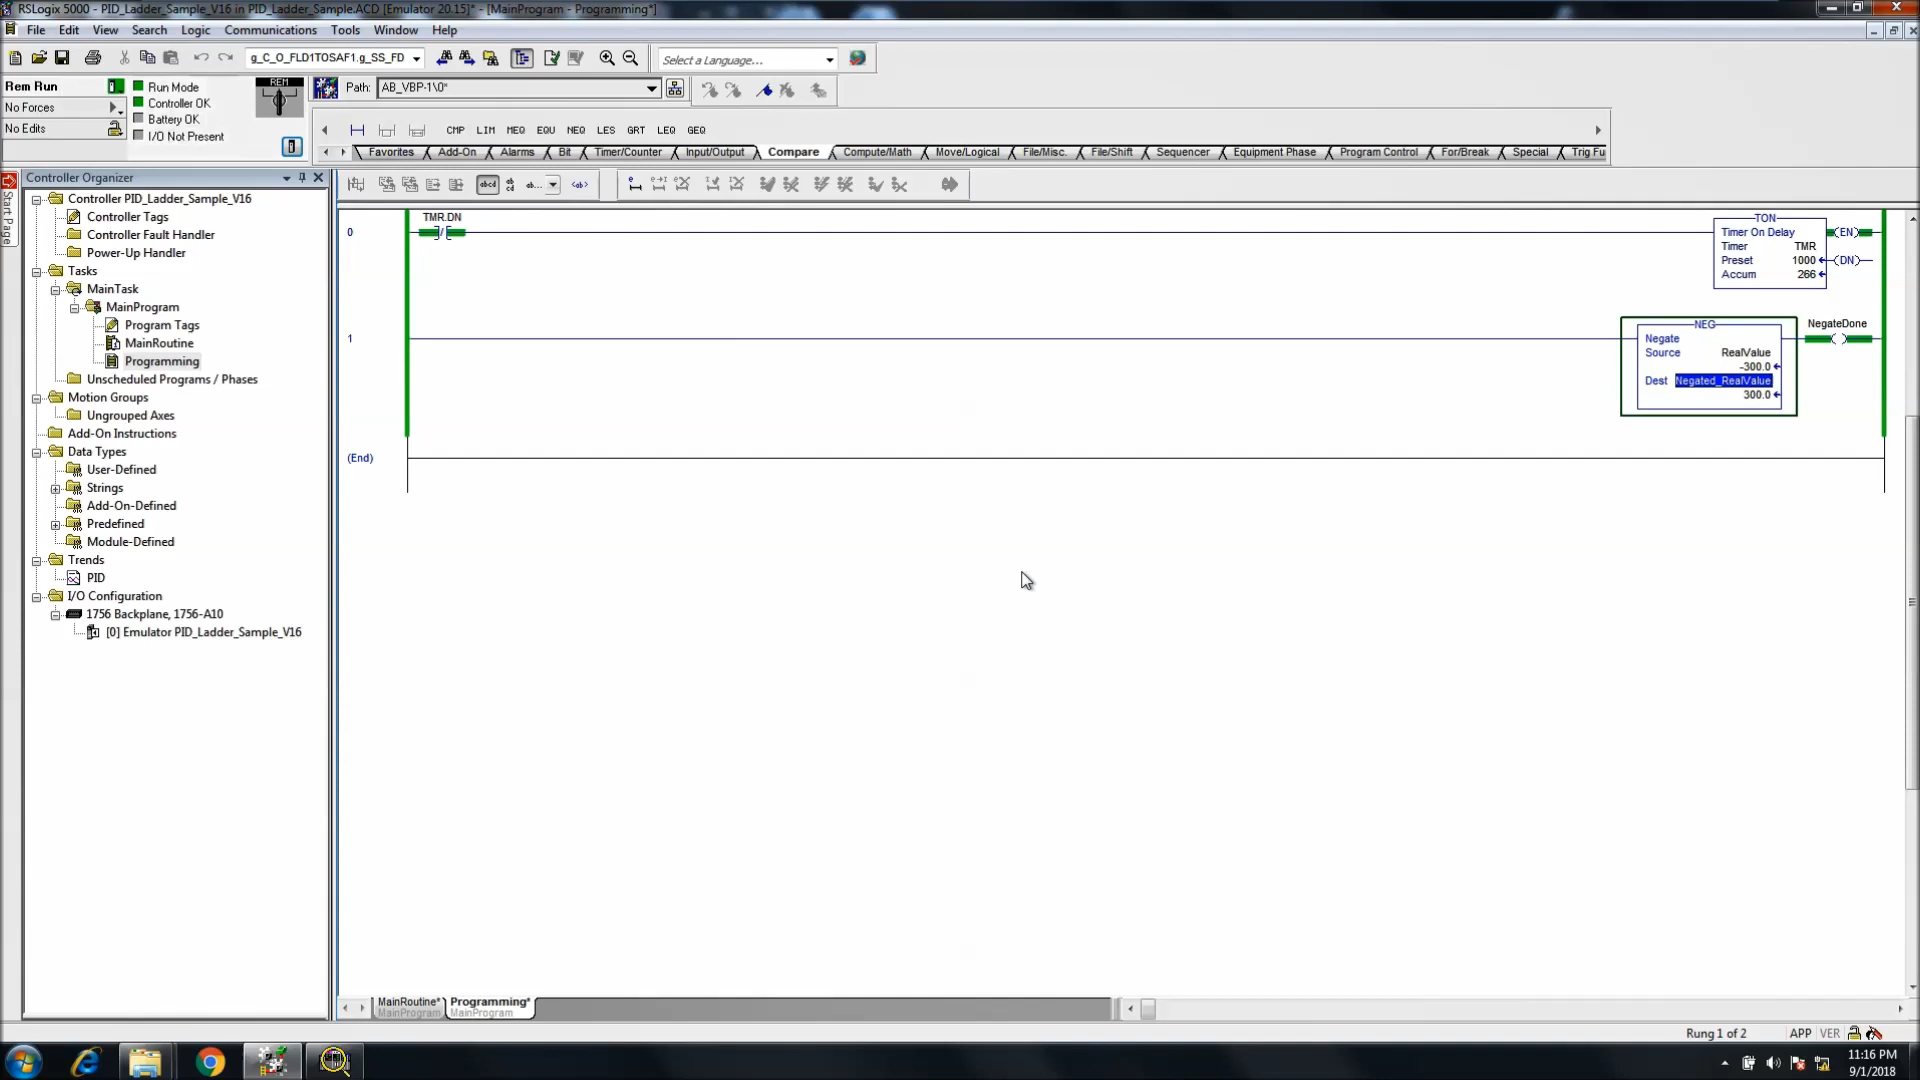 RSLogix 5000 - PID_Ladder_Sample_V16 in PID_Ladder_Sample.ACD [Emulator 20.15]* - [MainProgram - Programming*]
File Edit View Search Logic Communications Tools Window Help
g_C_O_FLD1TOSAF1.g_SS_FD
Select a Language...
Rem Run
No Forces
No Edits
Run Mode
Controller OK
Battery OK
I/O Not Present
REM
Path: AB_VBP-1\0*
CMP LIM MEQ EQU NEQ LES GRT LEQ GEQ
Favorites Add-On Alarms Bit Timer/Counter Input/Output Compare Compute/Math Move/Logical File/Misc. File/Shift Sequencer Equipment Phase Program Control For/Break Special Trig Fu
Start Page
Controller Organizer
Controller PID_Ladder_Sample_V16
Controller Tags
Controller Fault Handler
Power-Up Handler
Tasks
MainTask
MainProgram
Program Tags
MainRoutine
Programming
Unscheduled Programs / Phases
Motion Groups
Ungrouped Axes
Add-On Instructions
Data Types
User-Defined
Strings
Add-On-Defined
Predefined
Module-Defined
Trends
PID
I/O Configuration
1756 Backplane, 1756-A10
[0] Emulator PID_Ladder_Sample_V16
0
TMR.DN
TON
Timer On Delay
Timer TMR
Preset 1000
Accum 266
EN
DN
1
NEG
Negate
Source RealValue
-300.0
Dest Negated_RealValue
300.0
NegateDone
(End)
MainRoutine*
MainProgram
Programming*
MainProgram
Rung 1 of 2
APP VER
11:16 PM
9/1/2018